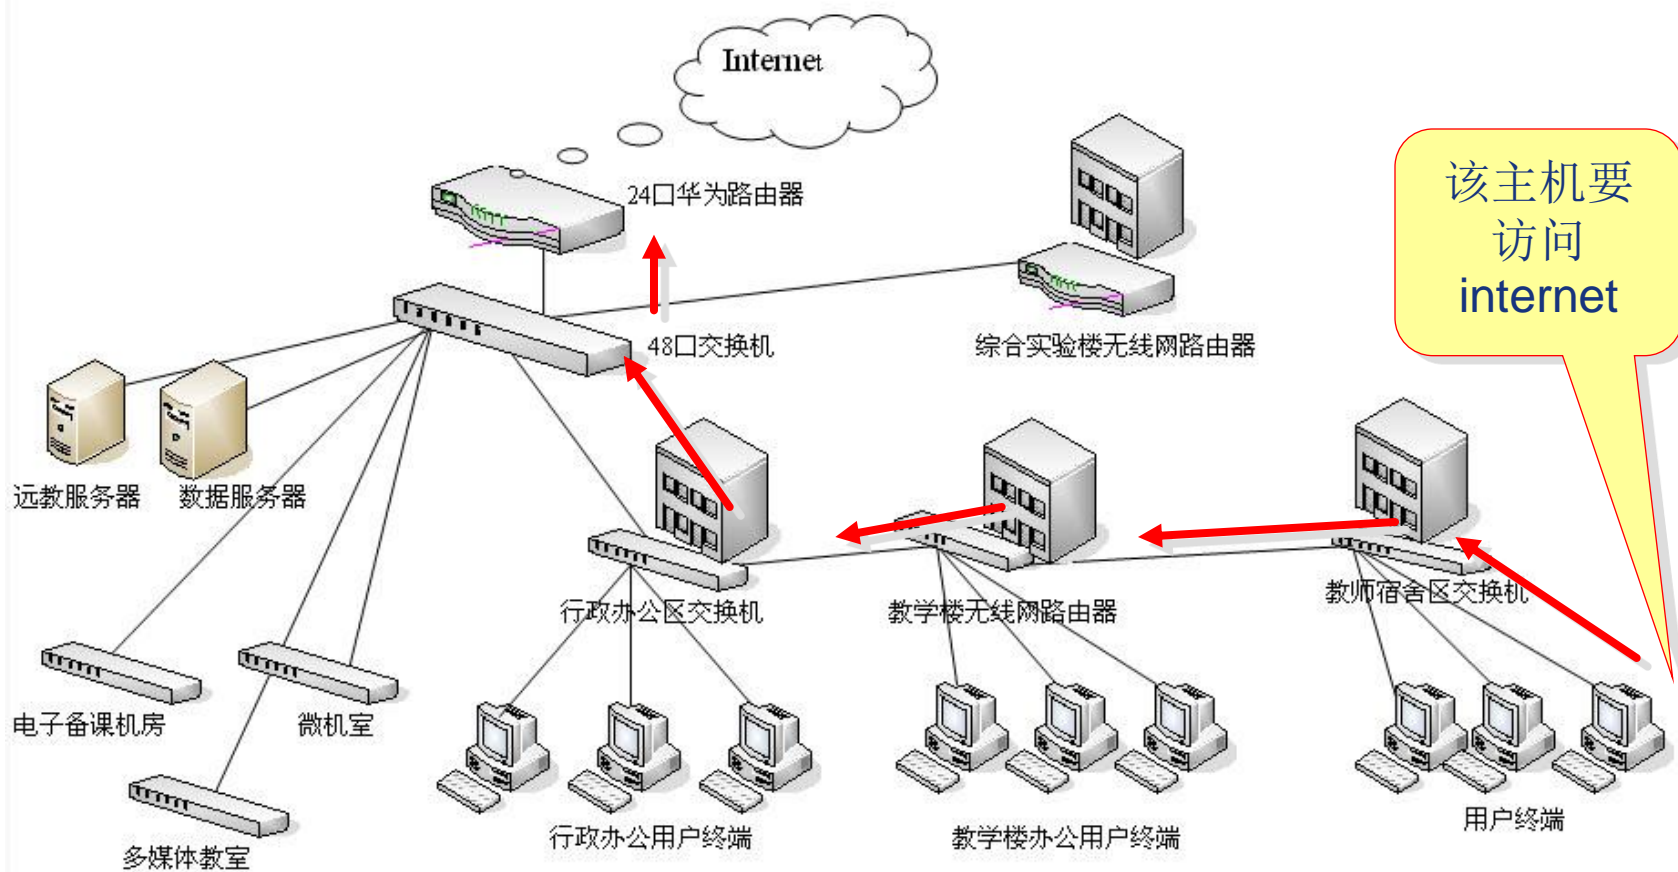 Internet
24口华为路由器
该主机要
访问
internet
48口交换机
综合实验楼无线网路由器
远教服务器
数据服务器
行政办公区交换机
教学楼无线网路由器
教师宿舍区交换机
电子备课机房
微机室
多媒体教室
行政办公用户终端
教学楼办公用户终端
用户终端